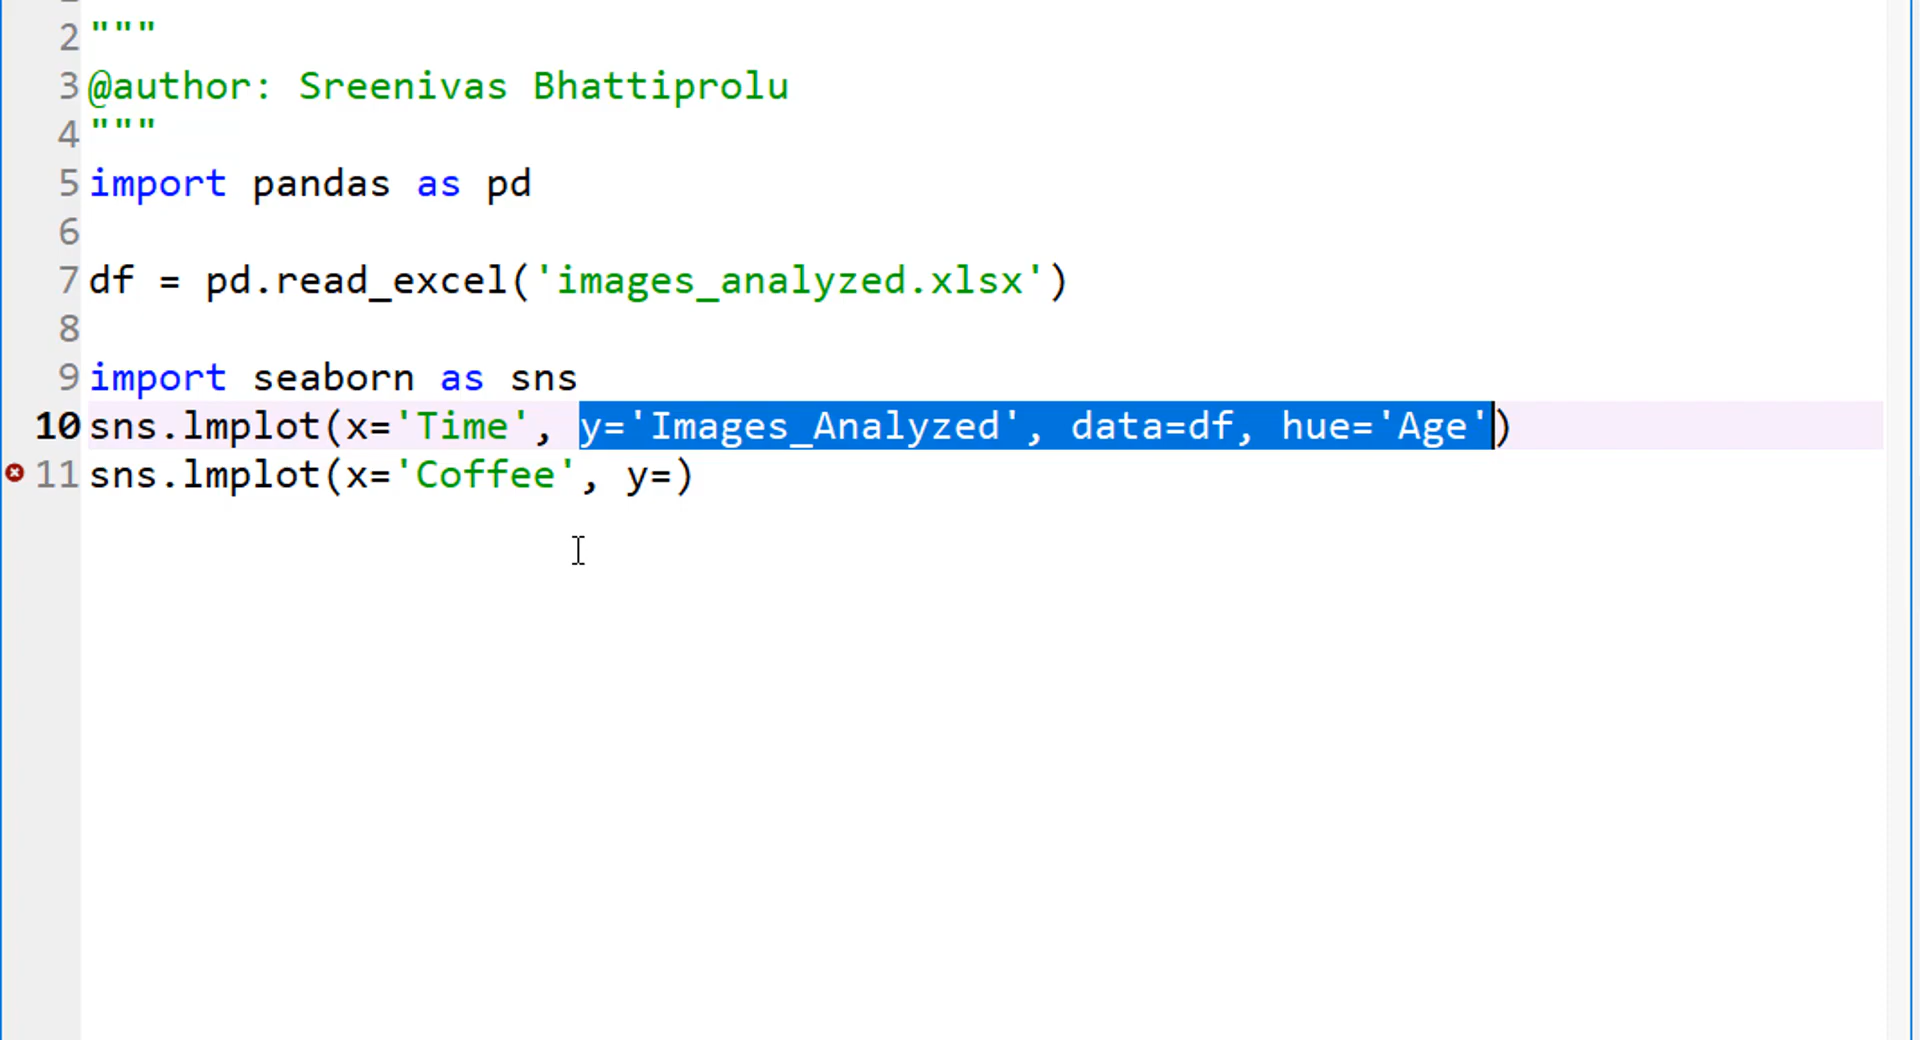 2 """
3 @author: Sreenivas Bhattiprolu
4 """
5 import pandas as pd
6
7 df = pd.read_excel('images_analyzed.xlsx')
8
9 import seaborn as sns
10 sns.lmplot(x='Time', y='Images_Analyzed', data=df, hue='Age')
11 sns.lmplot(x='Coffee', y=)